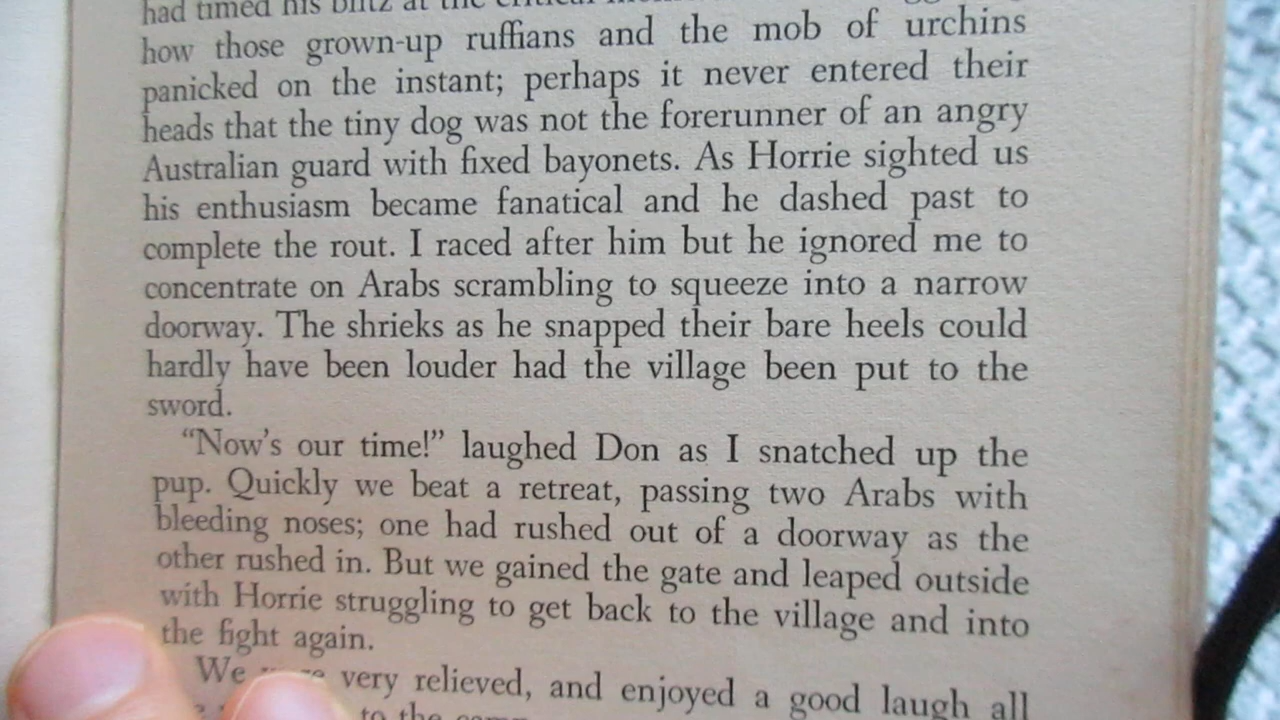 had timed his blitz at the critical
how those grown-up ruffians and the mob of urchins
panicked on the instant; perhaps it never entered their
heads that the tiny dog was not the forerunner of an angry
Australian guard with fixed bayonets. As Horrie sighted us
his enthusiasm became fanatical and he dashed past to
complete the rout. I raced after him but he ignored me to
concentrate on Arabs scrambling to squeeze into a narrow
doorway. The shrieks as he snapped their bare heels could
hardly have been louder had the village been put to the
sword.
“Now’s our time!” laughed Don as I snatched up the
pup. Quickly we beat a retreat, passing two Arabs with
bleeding noses; one had rushed out of a doorway as the
other rushed in. But we gained the gate and leaped outside
with Horrie struggling to get back to the village and into
the fight again.
We very relieved, and enjoyed a good laugh all
to the